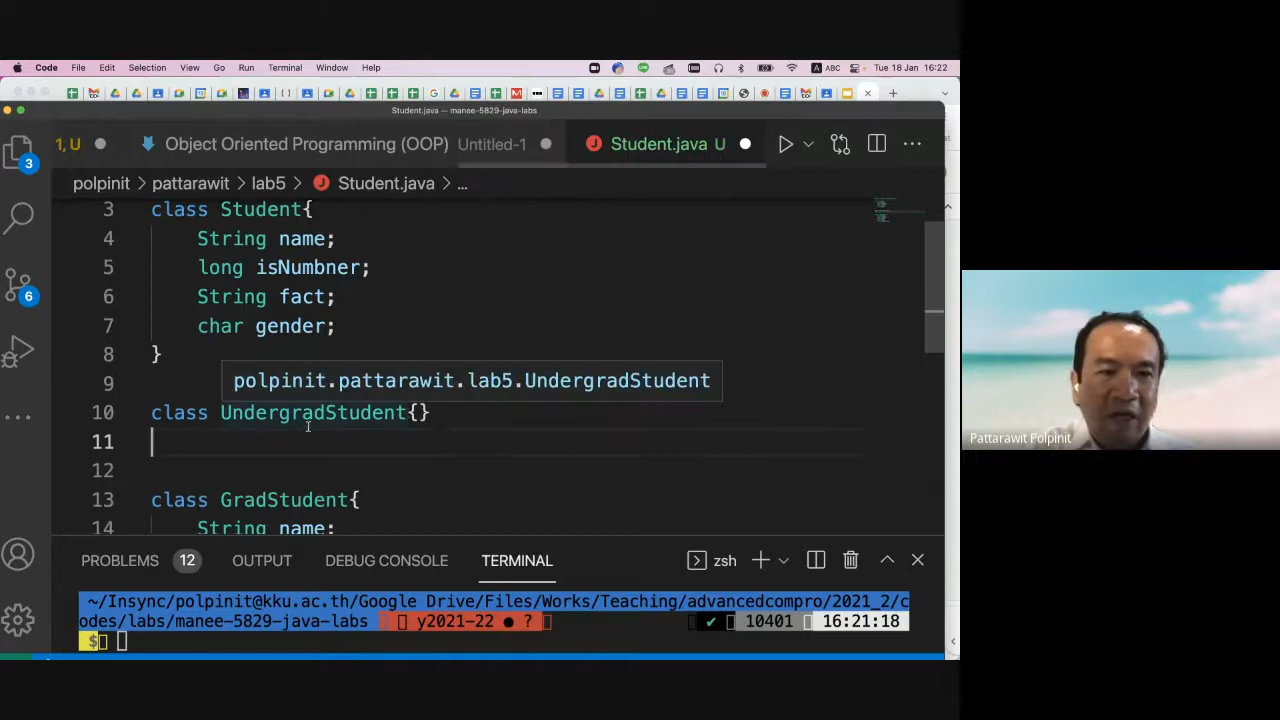 Code File Edit Selection View Go Run Terminal Window Help ABC Tue 18 Jan 16:22
Student.java — manee-5829-java-labs
1, U Object Oriented Programming (OOP) Untitled-1 Student.java U
3
polpinit > pattarawit > lab5 > Student.java > ...
3 class Student{
4 String name;
5 long isNumbner;
6 String fact;
7 char gender;
8 }
9
polpinit.pattarawit.lab5.UndergradStudent
10 class UndergradStudent{}
11
12
13 class GradStudent{
14 String name;
6
PROBLEMS 12 OUTPUT DEBUG CONSOLE TERMINAL zsh
~/Insync/polpinit@kku.ac.th/Google Drive/Files/Works/Teaching/advancedcompro/2021_2/c
odes/labs/manee-5829-java-labs y2021-22 ● ? ✔ 10401 16:21:18
$
Pattarawit Polpinit